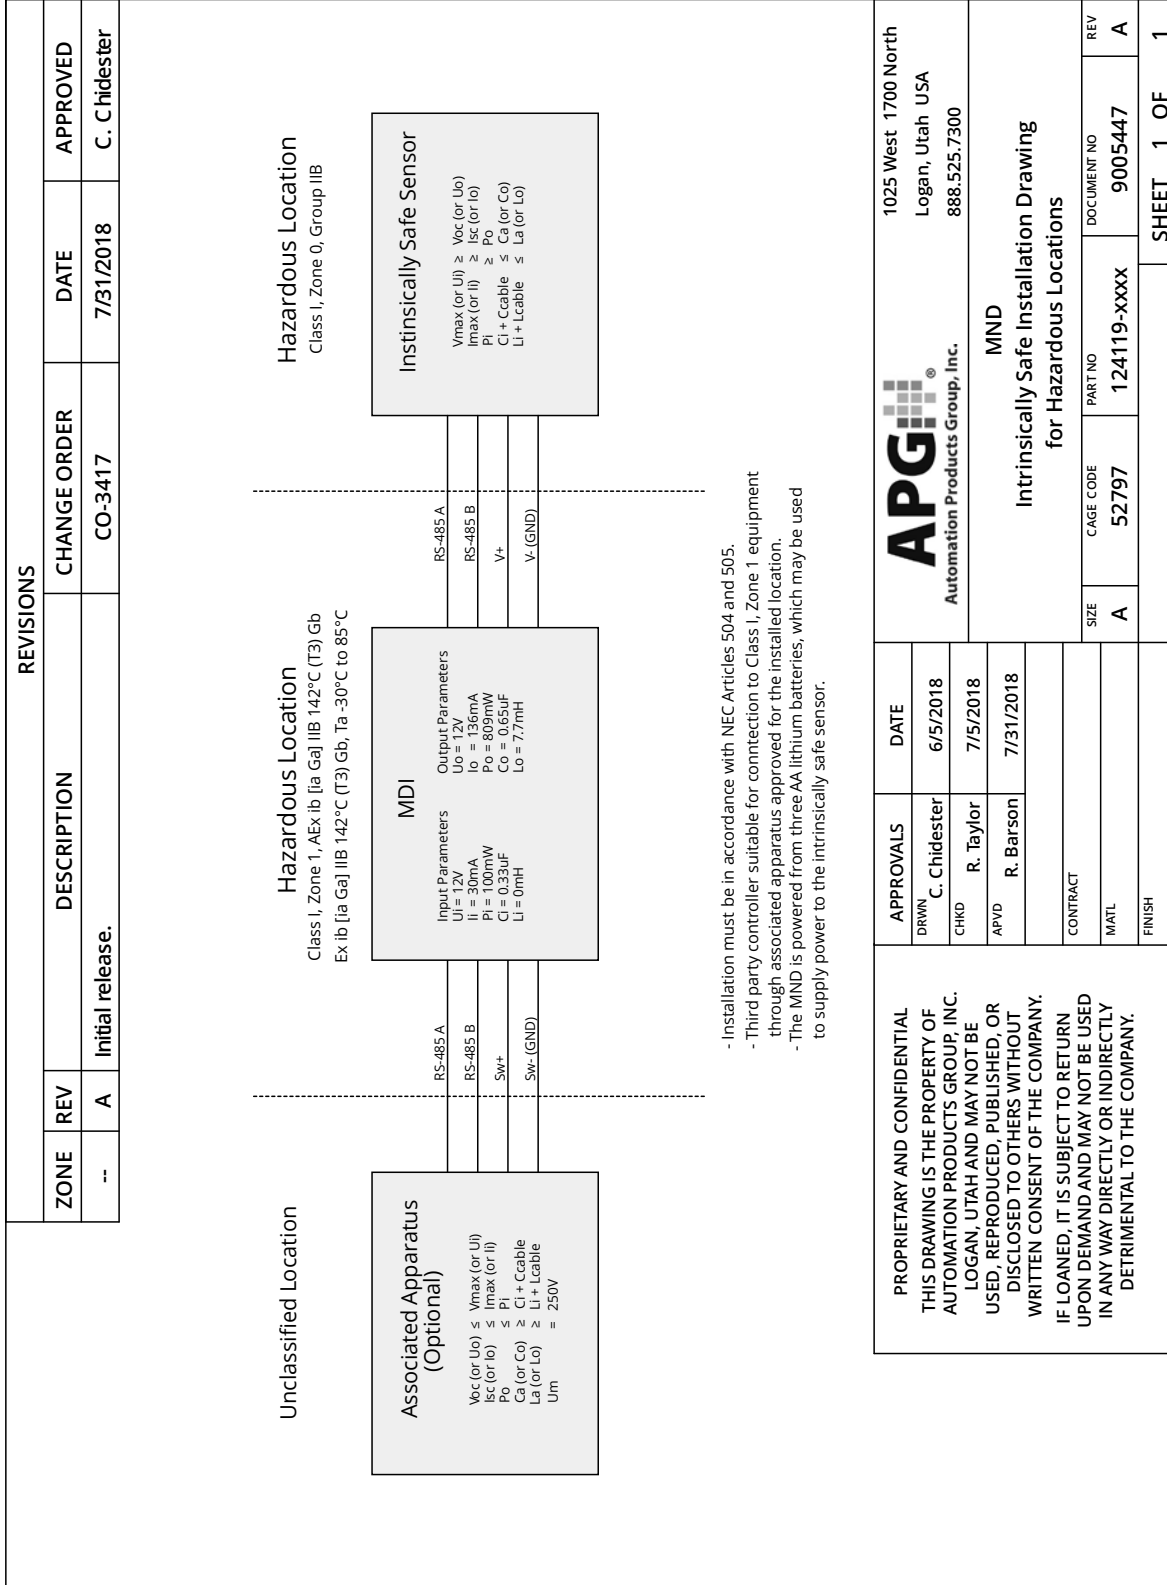 REVISIONS
ZONE REV DESCRIPTION CHANGE ORDER DATE APPROVED
-- A Initial release. CO-3417 7/31/2018 C. Chidester
Unclassified Location
Associated Apparatus
(Optional)
Voc (or Uo) ≤ Vmax (or Ui)
Isc (or Io) ≤ Imax (or Ii)
Po ≤ Pi
Ca (or Co) ≥ Ci + Ccable
La (or Lo) ≥ Li + Lcable
Um = 250V
RS-485 A
RS-485 B
Sw+
Sw- (GND)
Hazardous Location
Class I, Zone 1, AEx ib [ia Ga] IIB 142°C (T3) Gb
Ex ib [ia Ga] IIB 142°C (T3) Gb, Ta -30°C to 85°C
MDI
Input Parameters
Ui = 12V
Ii = 30mA
Pi = 100mW
Ci = 0.33uF
Li = 0mH
Output Parameters
Uo = 12V
Io = 136mA
Po = 809mW
Co = 0.65uF
Lo = 7.7mH
RS-485 A
RS-485 B
V+
V- (GND)
Hazardous Location
Class I, Zone 0, Group IIB
Instinsically Safe Sensor
Vmax (or Ui) ≥ Voc (or Uo)
Imax (or Ii) ≥ Isc (or Io)
Pi ≥ Po
Ci + Ccable ≤ Ca (or Co)
Li + Lcable ≤ La (or Lo)
- Installation must be in accordance with NEC Articles 504 and 505.
- Third party controller suitable for conntection to Class I, Zone 1 equipment
through associated apparatus approved for the installed location.
- The MND is powered from three AA lithium batteries, which may be used
to supply power to the intrinsically safe sensor.
PROPRIETARY AND CONFIDENTIAL
THIS DRAWING IS THE PROPERTY OF
AUTOMATION PRODUCTS GROUP, INC.
LOGAN, UTAH AND MAY NOT BE
USED, REPRODUCED, PUBLISHED, OR
DISCLOSED TO OTHERS WITHOUT
WRITTEN CONSENT OF THE COMPANY.
IF LOANED, IT IS SUBJECT TO RETURN
UPON DEMAND AND MAY NOT BE USED
IN ANY WAY DIRECTLY OR INDIRECTLY
DETRIMENTAL TO THE COMPANY.
APPROVALS DATE
DRWN C. Chidester 6/5/2018
CHKD R. Taylor 7/5/2018
APVD R. Barson 7/31/2018
CONTRACT
MATL
FINISH
APG®
Automation Products Group, Inc.
1025 West 1700 North
Logan, Utah USA
888.525.7300
MND
Intrinsically Safe Installation Drawing
for Hazardous Locations
SIZE CAGE CODE PART NO DOCUMENT NO REV
A 52797 124119-xxxx 9005447 A
SHEET 1 OF 1